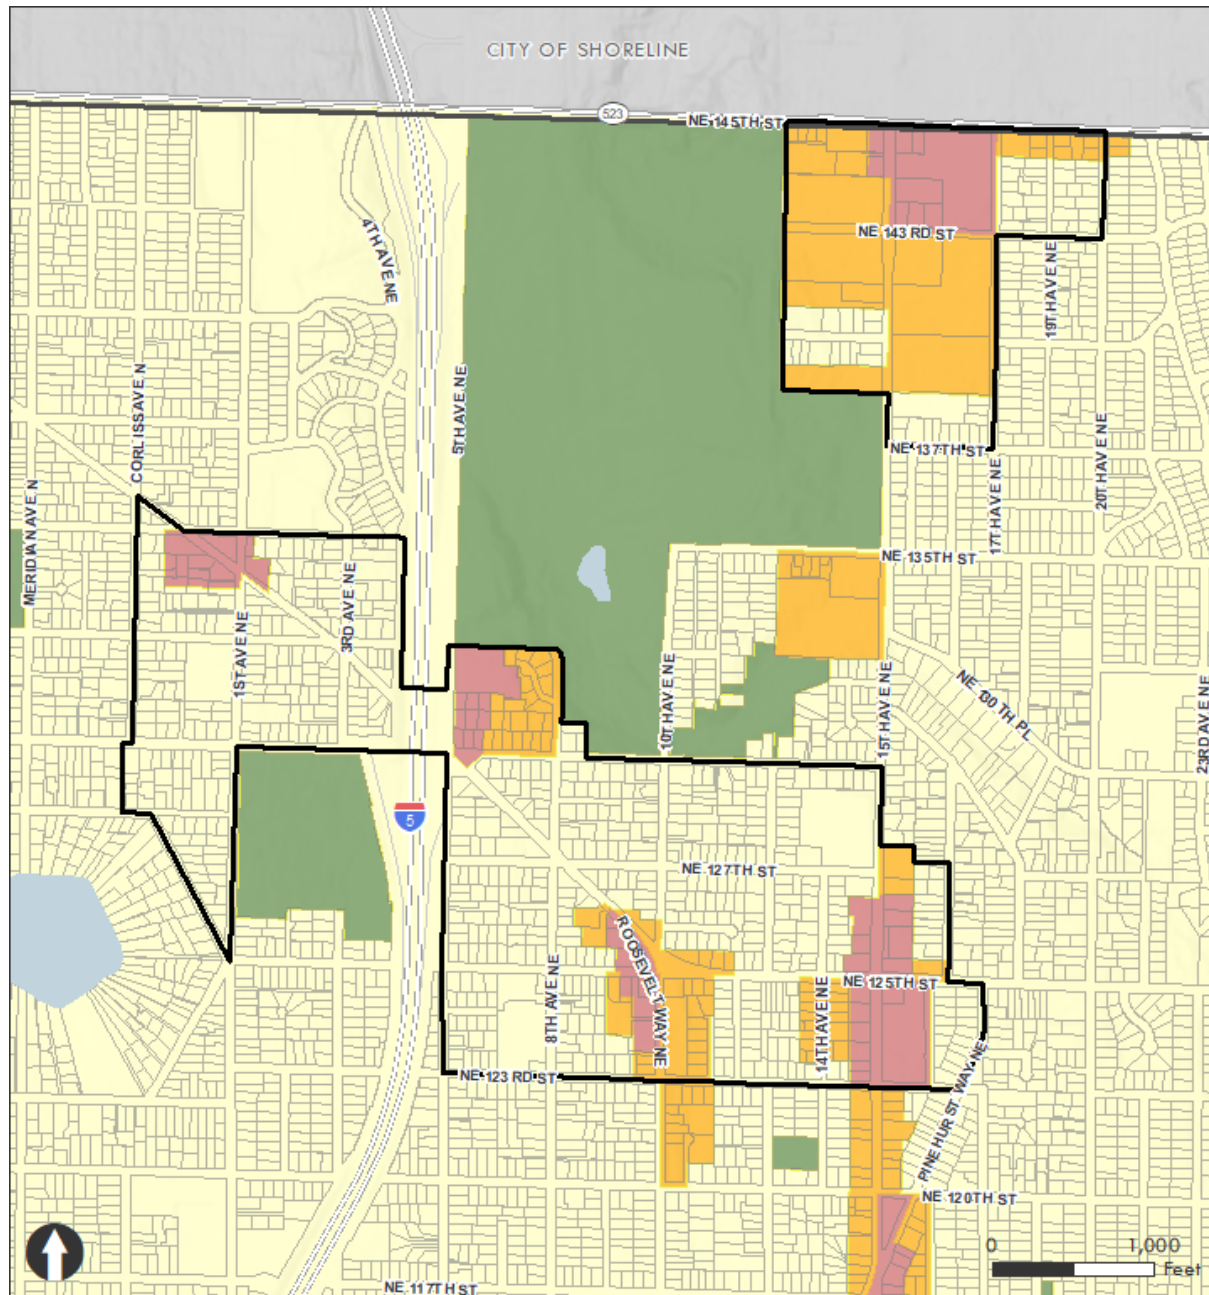 CITY OF SHORELINE
523
NE 145TH ST
NE 143RD ST
4TH AVE NE
19TH AVE NE
CORLISS AVE N
5TH AVE NE
20TH AVE NE
NE 137TH ST
17TH AVE NE
MERIDIAN AVE N
NE 135TH ST
3RD AVE NE
1ST AVE NE
10TH AVE NE
15TH AVE NE
NE 130TH PL
23RD AVE NE
5
NE 127TH ST
ROOSEVELT WAY NE
8TH AVE NE
NE 125TH ST
14TH AVE NE
NE 123RD ST
PINEHURST WAY NE
NE 120TH ST
0 1,000
Feet
NE 117TH ST